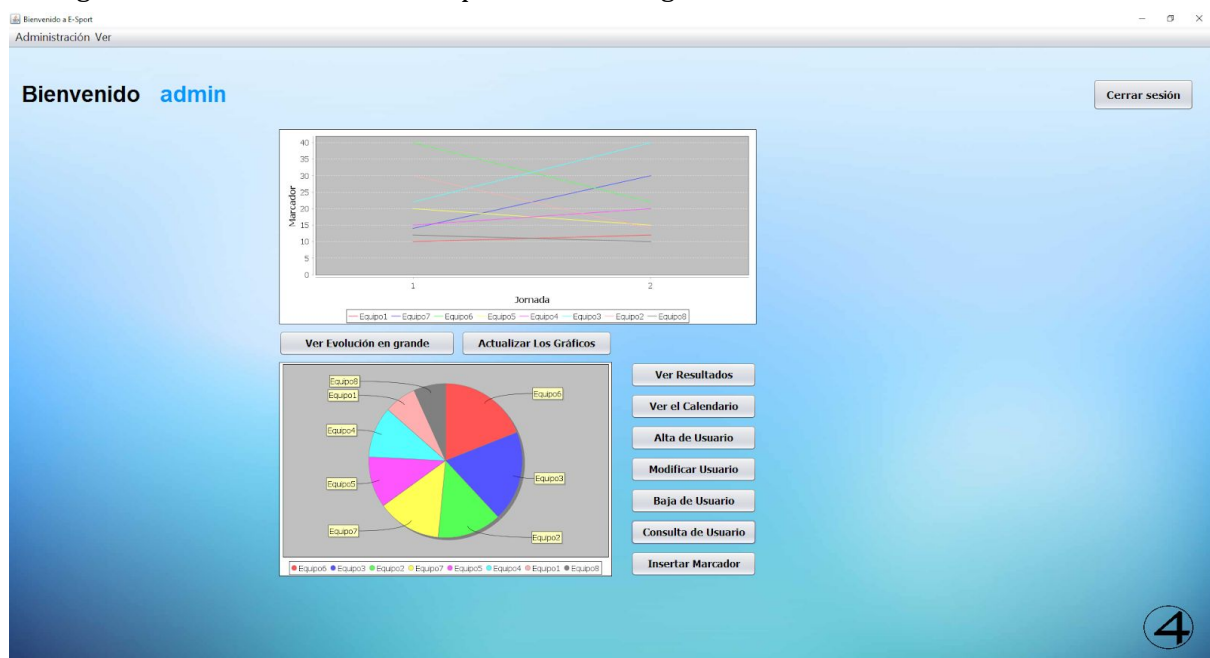 Bienvenido a E-Sport
Administración Ver
Bienvenido admin
Cerrar sesión
40
35
30
25
20
15
10
5
0
Marcador
1 2
Jornada
Equipo1 Equipo7 Equipo6 Equipo5 Equipo4 Equipo3 Equipo2 Equipo8
Ver Evolución en grande Actualizar Los Gráficos
Equipo8
Equipo1
Equipo6
Equipo4
Equipo3
Equipo5
Equipo7
Equipo2
Equipo6 Equipo3 Equipo2 Equipo7 Equipo5 Equipo4 Equipo1 Equipo8
Ver Resultados
Ver el Calendario
Alta de Usuario
Modificar Usuario
Baja de Usuario
Consulta de Usuario
Insertar Marcador
4